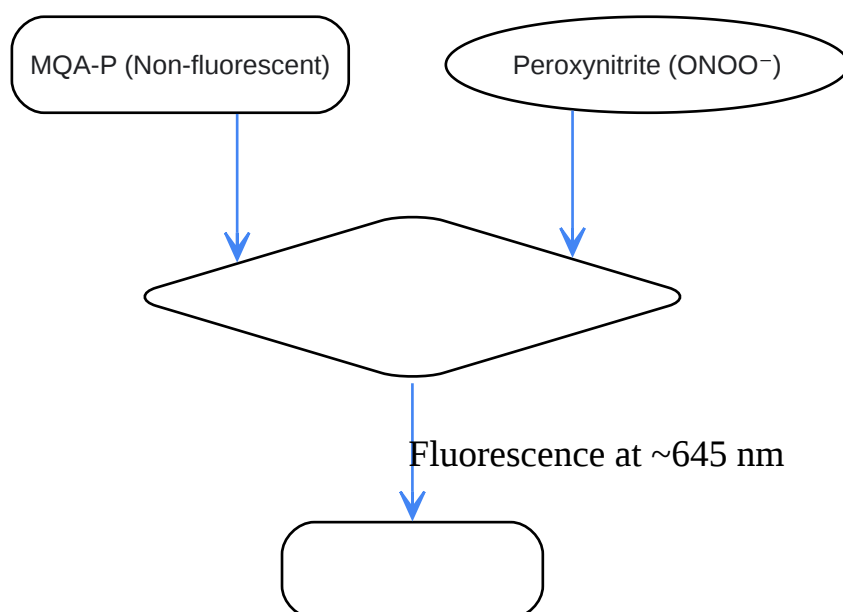 MQA-P (Non-fluorescent)
Peroxynitrite (ONOO⁻)
Fluorescence at ~645 nm